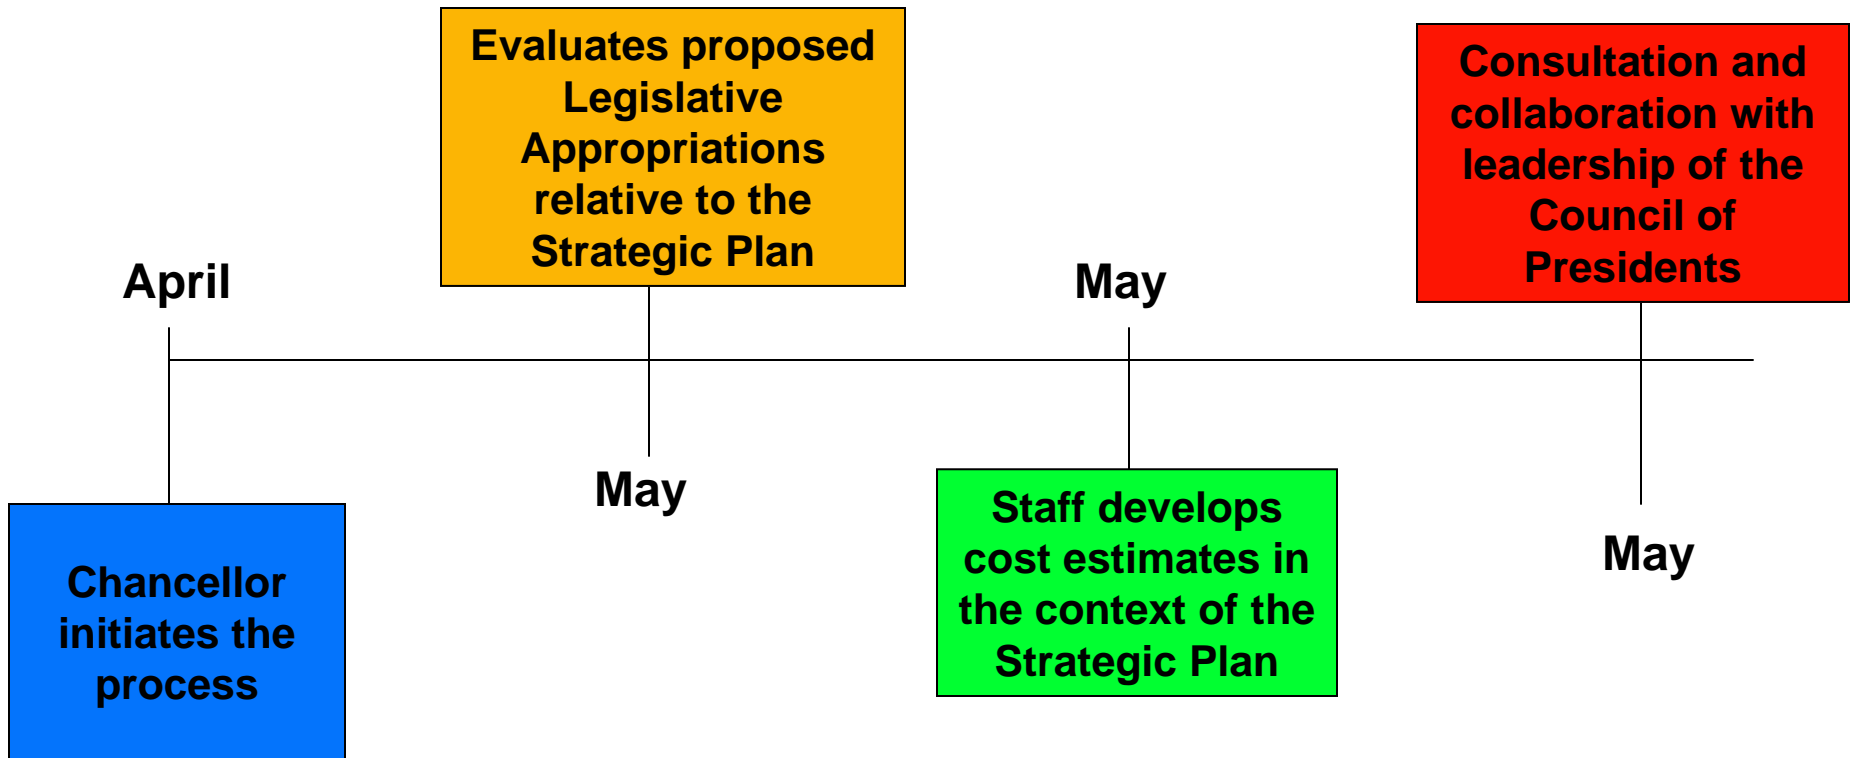 April
Chancellor
initiates the
process
Evaluates proposed
Legislative
Appropriations
relative to the
Strategic Plan
May
May
Staff develops
cost estimates in
the context of the
Strategic Plan
Consultation and
collaboration with
leadership of the
Council of
Presidents
May